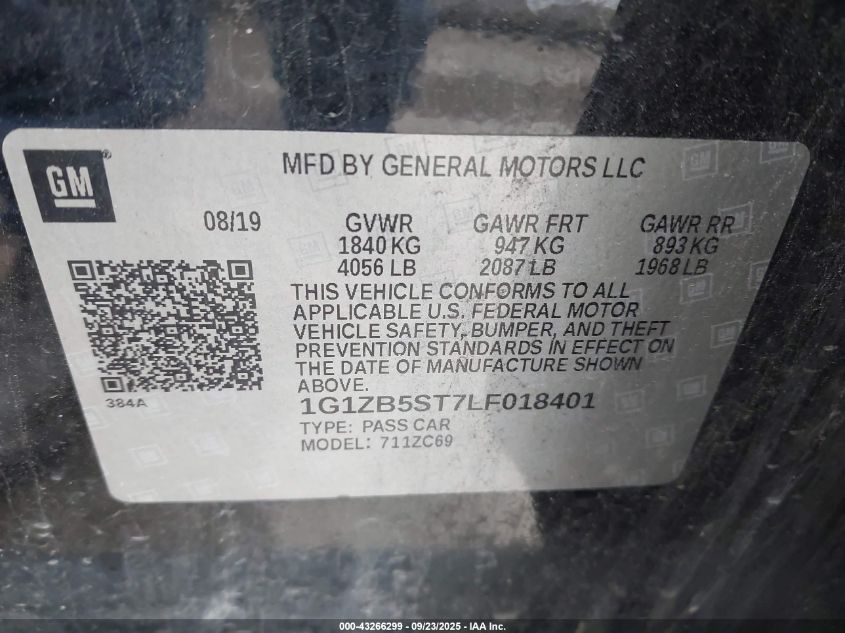 GM
MFD BY GENERAL MOTORS LLC
08/19 GVWR GAWR FRT GAWR RR
1840 KG 947 KG 893 KG
4056 LB 2087 LB 1968 LB
THIS VEHICLE CONFORMS TO ALL
APPLICABLE U.S. FEDERAL MOTOR
VEHICLE SAFETY, BUMPER, AND THEFT
PREVENTION STANDARDS IN EFFECT ON
THE DATE OF MANUFACTURE SHOWN
ABOVE.
384A
1G1ZB5ST7LF018401
TYPE: PASS CAR
MODEL: 711ZC69
000-43266299 - 09/23/2025 - IAA Inc.